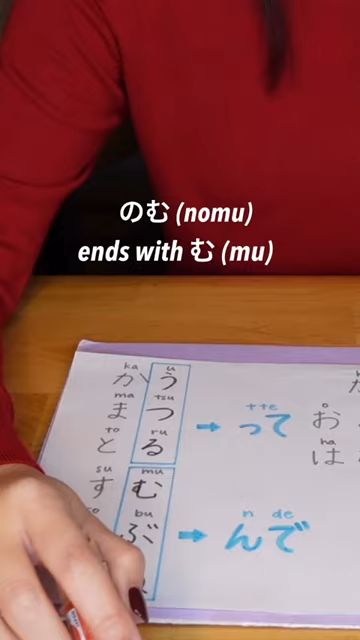 のむ (nomu)
ends with む (mu)
ka u
かう
ma tsu
まつ
tte
って
to ru
とる
o
お
ha
は
su mu
すむ
bu
ぶ
n de
んで